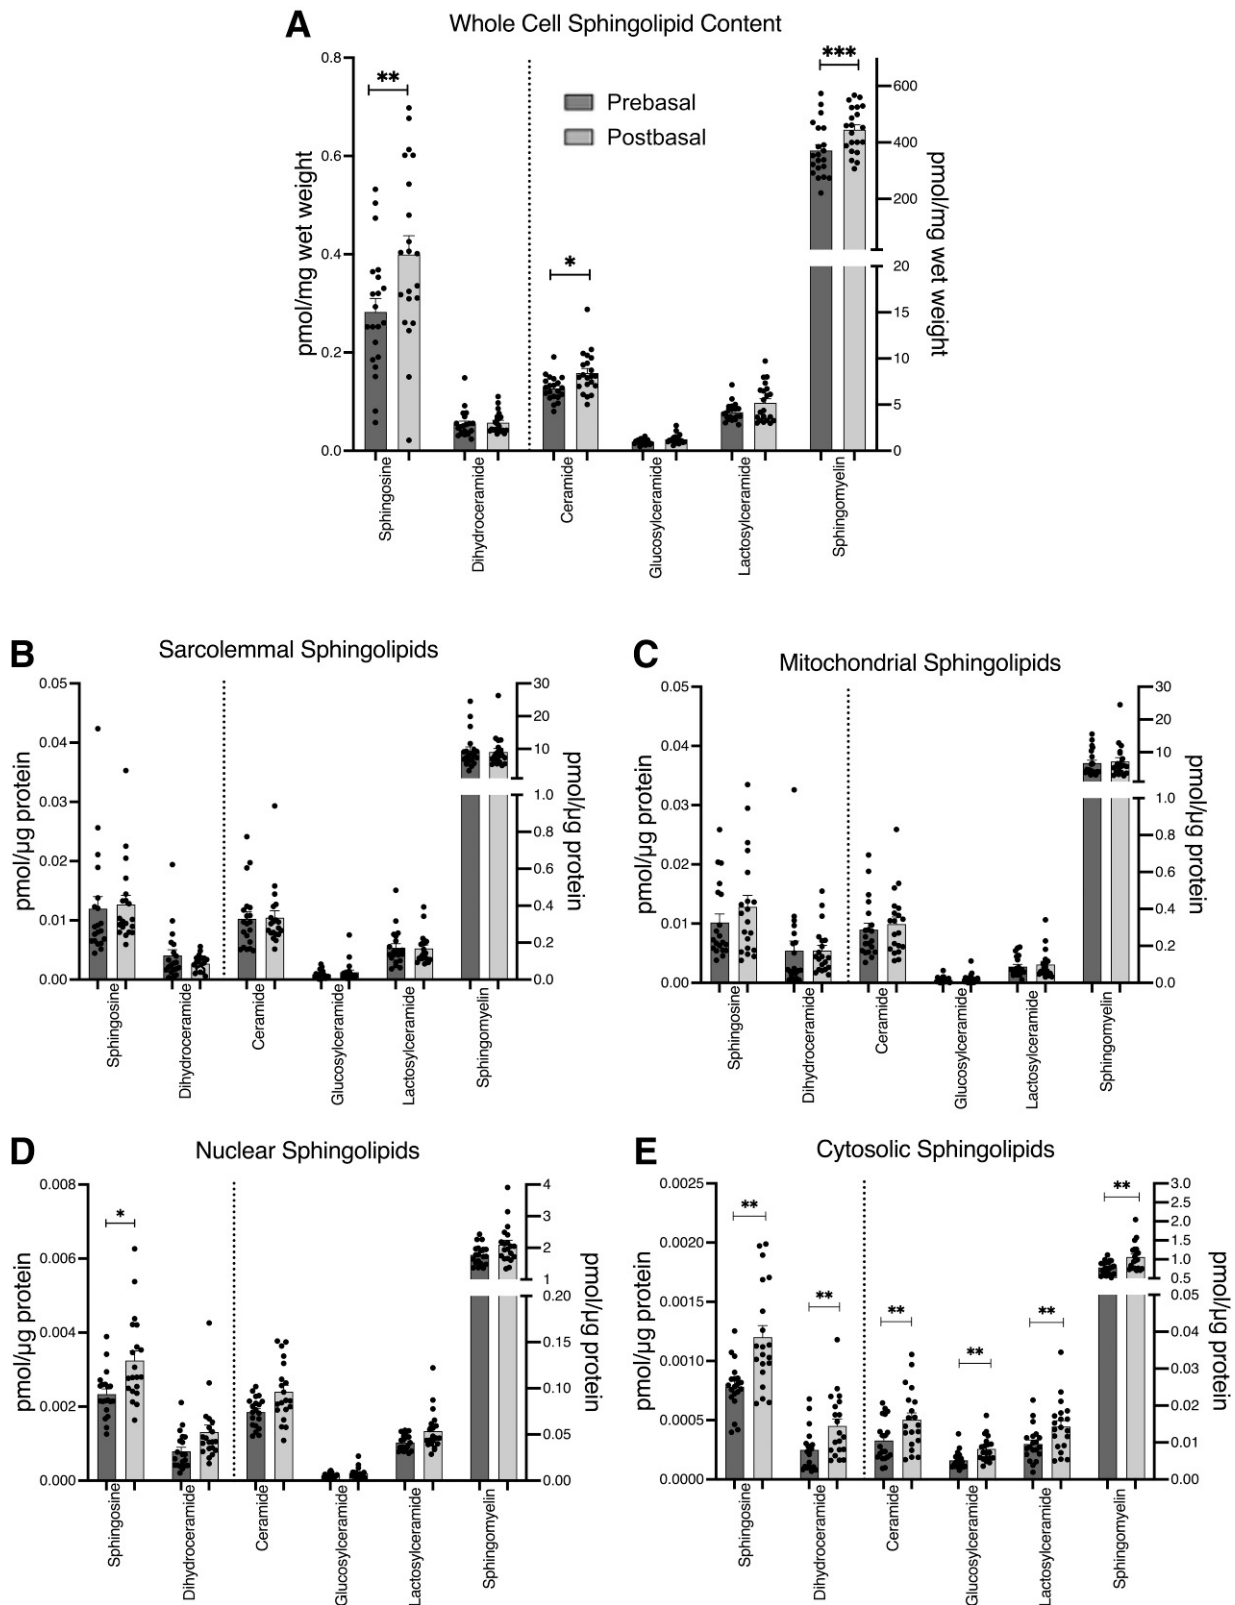 A
Whole Cell Sphingolipid Content
pmol/mg wet weight
0.8
0.6
0.4
0.2
0.0
**
*
***
Prebasal
Postbasal
600
400
200
20
15
10
5
0
pmol/mg wet weight
Sphingosine
Dihydroceramide
Ceramide
Glucosylceramide
Lactosylceramide
Sphingomyelin
B
Sarcolemmal Sphingolipids
pmol/µg protein
0.05
0.04
0.03
0.02
0.01
0.00
30
20
10
1.0
0.8
0.6
0.4
0.2
0.0
pmol/µg protein
Sphingosine
Dihydroceramide
Ceramide
Glucosylceramide
Lactosylceramide
Sphingomyelin
C
Mitochondrial Sphingolipids
pmol/µg protein
0.05
0.04
0.03
0.02
0.01
0.00
30
20
10
1.0
0.8
0.6
0.4
0.2
0.0
pmol/µg protein
Sphingosine
Dihydroceramide
Ceramide
Glucosylceramide
Lactosylceramide
Sphingomyelin
D
Nuclear Sphingolipids
pmol/µg protein
0.008
0.006
0.004
0.002
0.000
*
4
3
2
1
0.20
0.15
0.10
0.05
0.00
pmol/µg protein
Sphingosine
Dihydroceramide
Ceramide
Glucosylceramide
Lactosylceramide
Sphingomyelin
E
Cytosolic Sphingolipids
pmol/µg protein
0.0025
0.0020
0.0015
0.0010
0.0005
0.0000
**
**
**
**
**
**
3.0
2.5
2.0
1.5
1.0
0.5
0.05
0.04
0.03
0.02
0.01
0.00
pmol/µg protein
Sphingosine
Dihydroceramide
Ceramide
Glucosylceramide
Lactosylceramide
Sphingomyelin